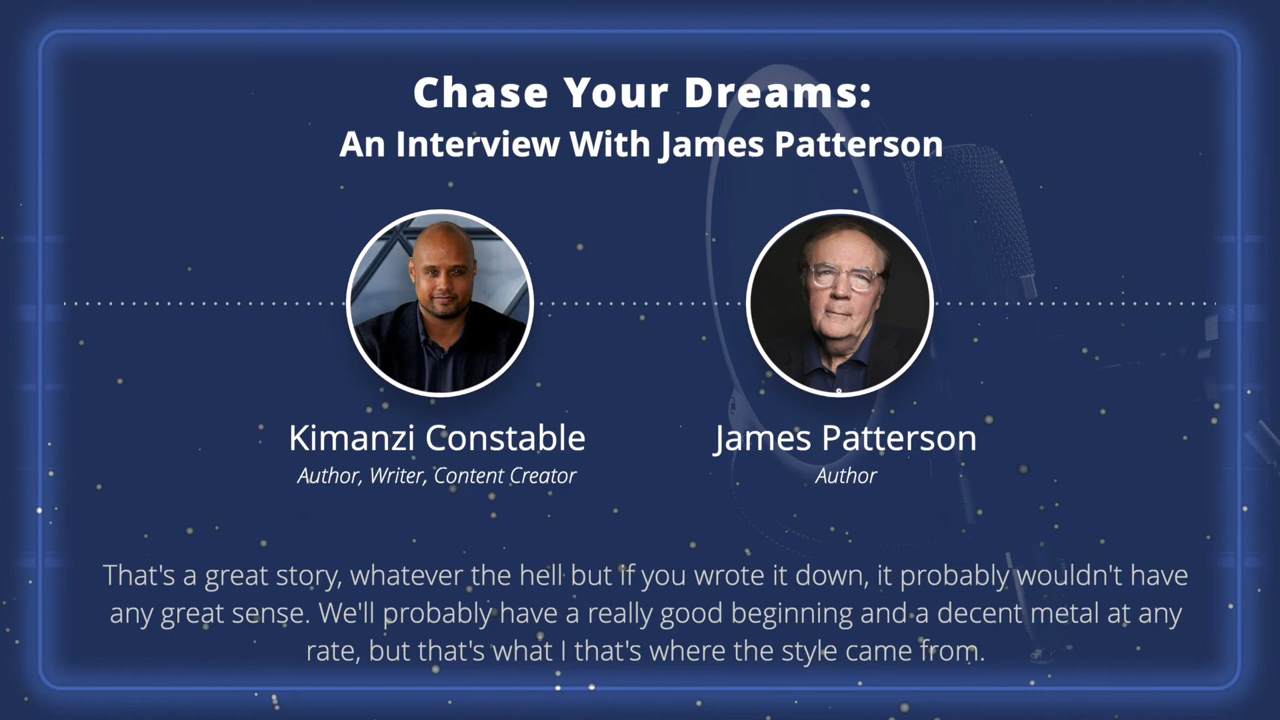 Chase Your Dreams:
An Interview With James Patterson
Kimanzi Constable
Author, Writer, Content Creator
James Patterson
Author
That's a great story, whatever the hell but if you wrote it down, it probably wouldn't have
any great sense. We'll probably have a really good beginning and a decent metal at any
rate, but that's what I that's where the style came from.